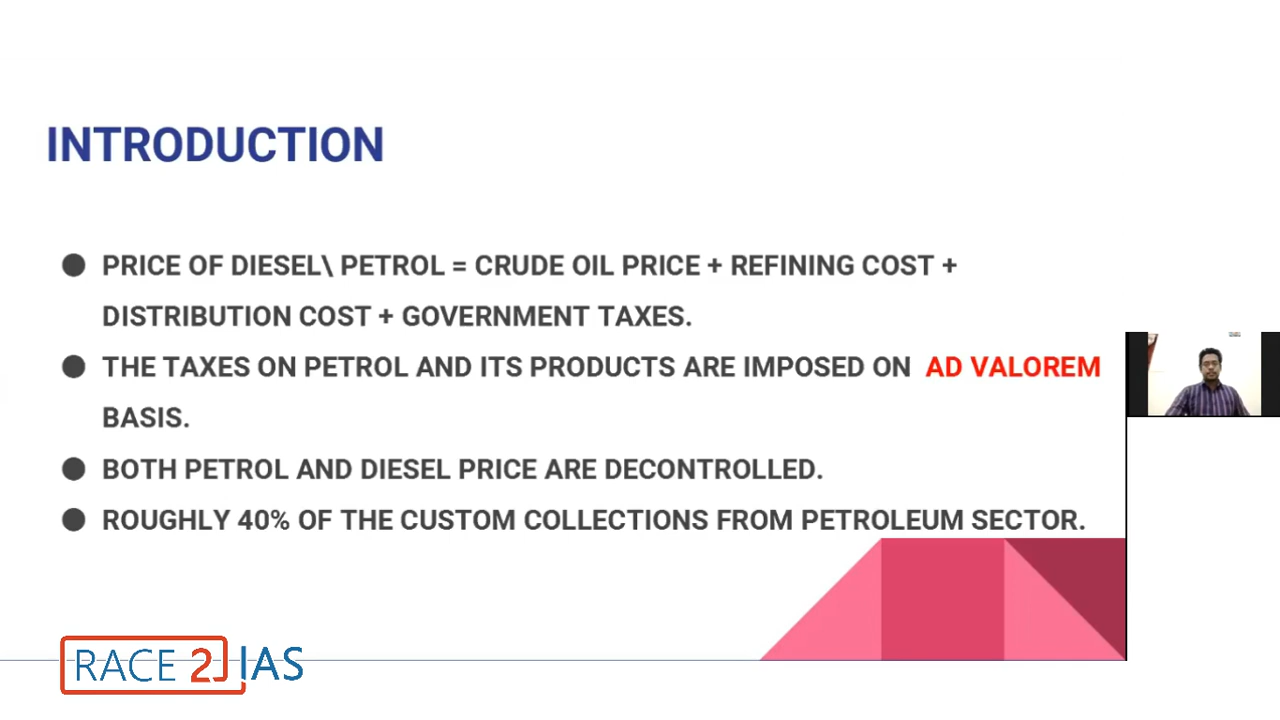 INTRODUCTION
● PRICE OF DIESEL\ PETROL = CRUDE OIL PRICE + REFINING COST +
DISTRIBUTION COST + GOVERNMENT TAXES.
● THE TAXES ON PETROL AND ITS PRODUCTS ARE IMPOSED ON AD VALOREM
BASIS.
● BOTH PETROL AND DIESEL PRICE ARE DECONTROLLED.
● ROUGHLY 40% OF THE CUSTOM COLLECTIONS FROM PETROLEUM SECTOR.
RACE 2 IAS